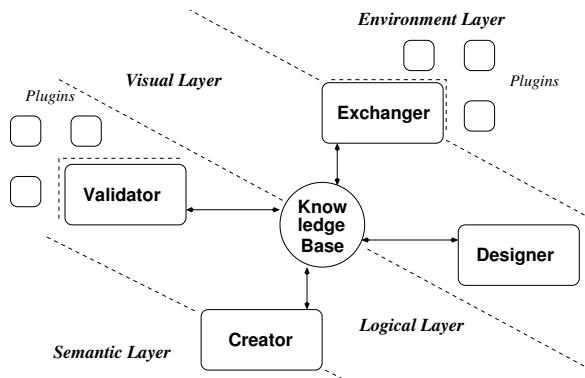 Environment Layer
Visual Layer
Plugins
Plugins
Exchanger
Validator
Know
ledge
Base
Designer
Creator
Logical Layer
Semantic Layer